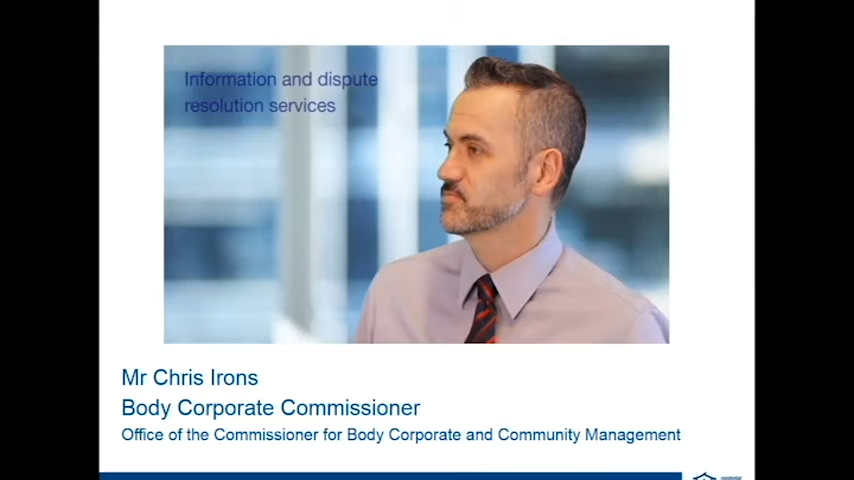 Information and dispute
resolution services
Mr Chris Irons
Body Corporate Commissioner
Office of the Commissioner for Body Corporate and Community Management